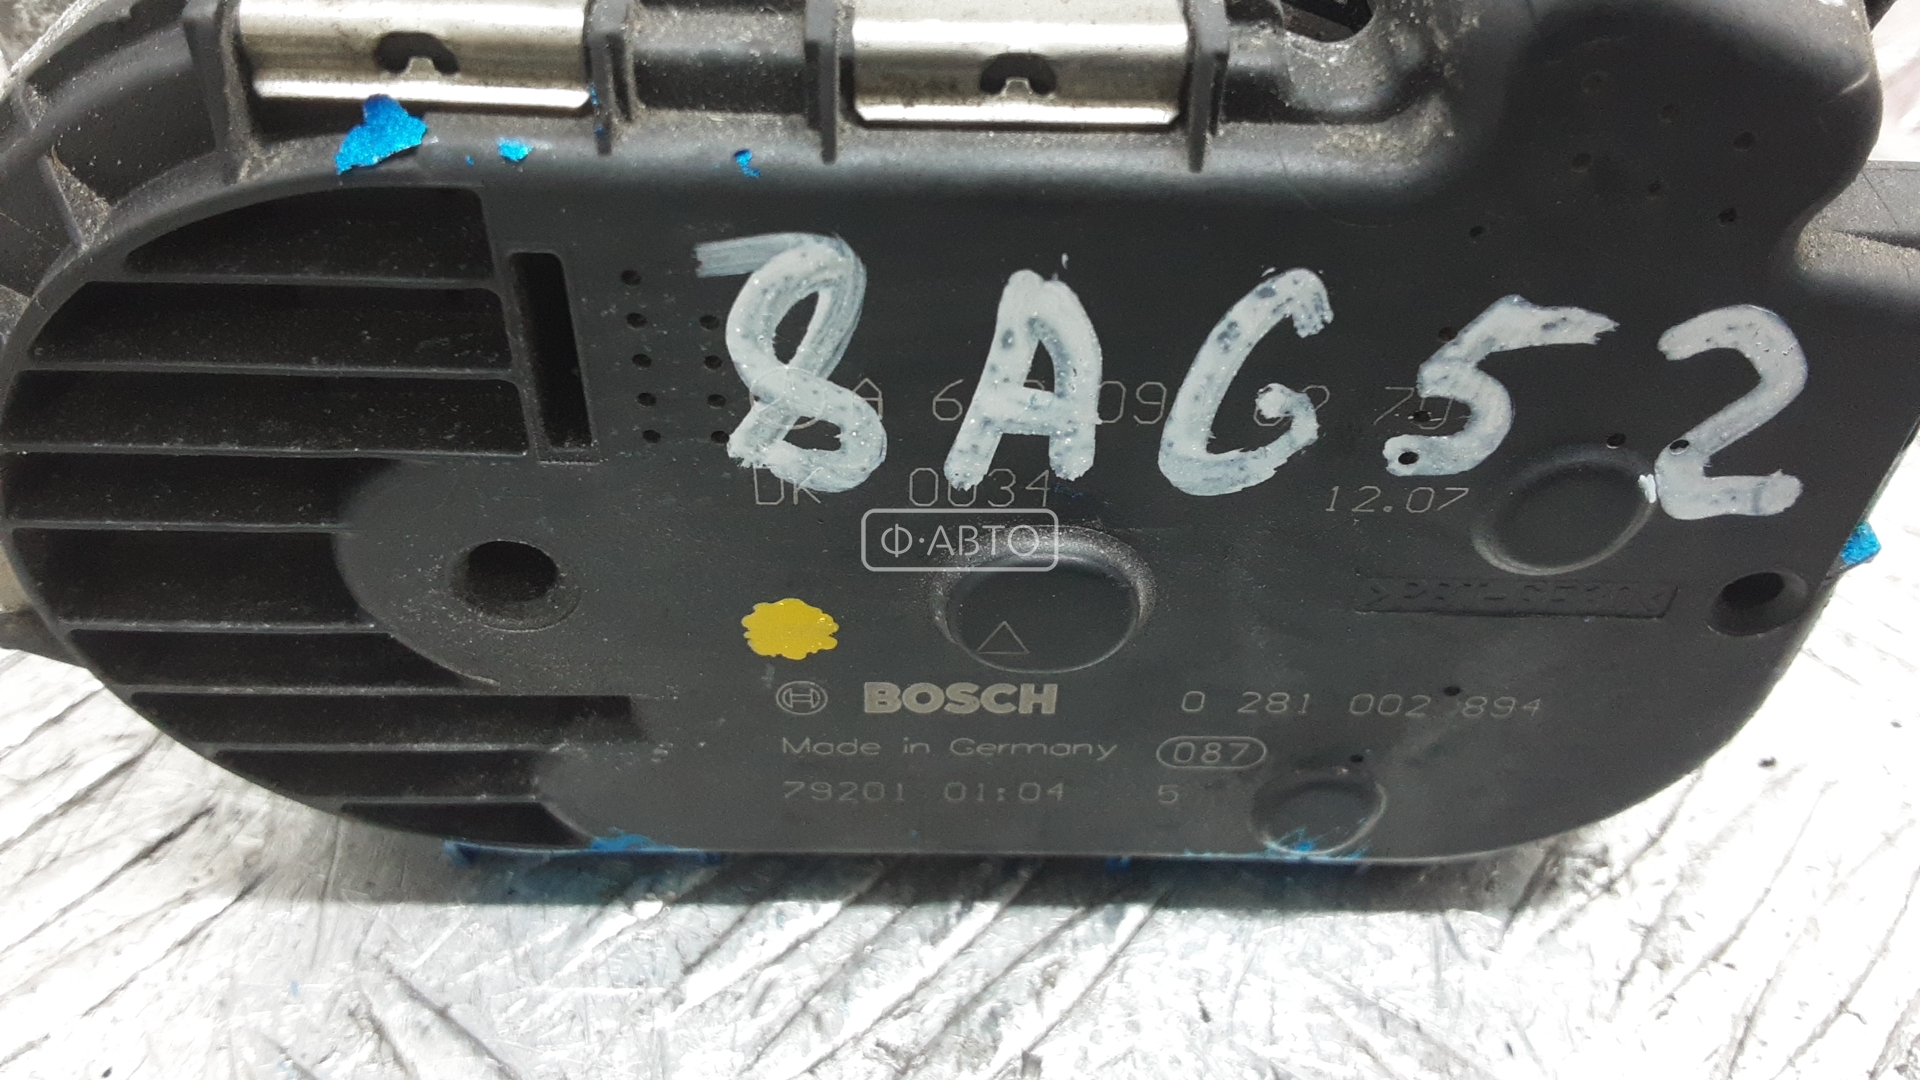 8AG52
DK 0034
12.07
Ф·АВТО
BOSCH 0 281 002 894
Made in Germany 087
79201 01:04 5